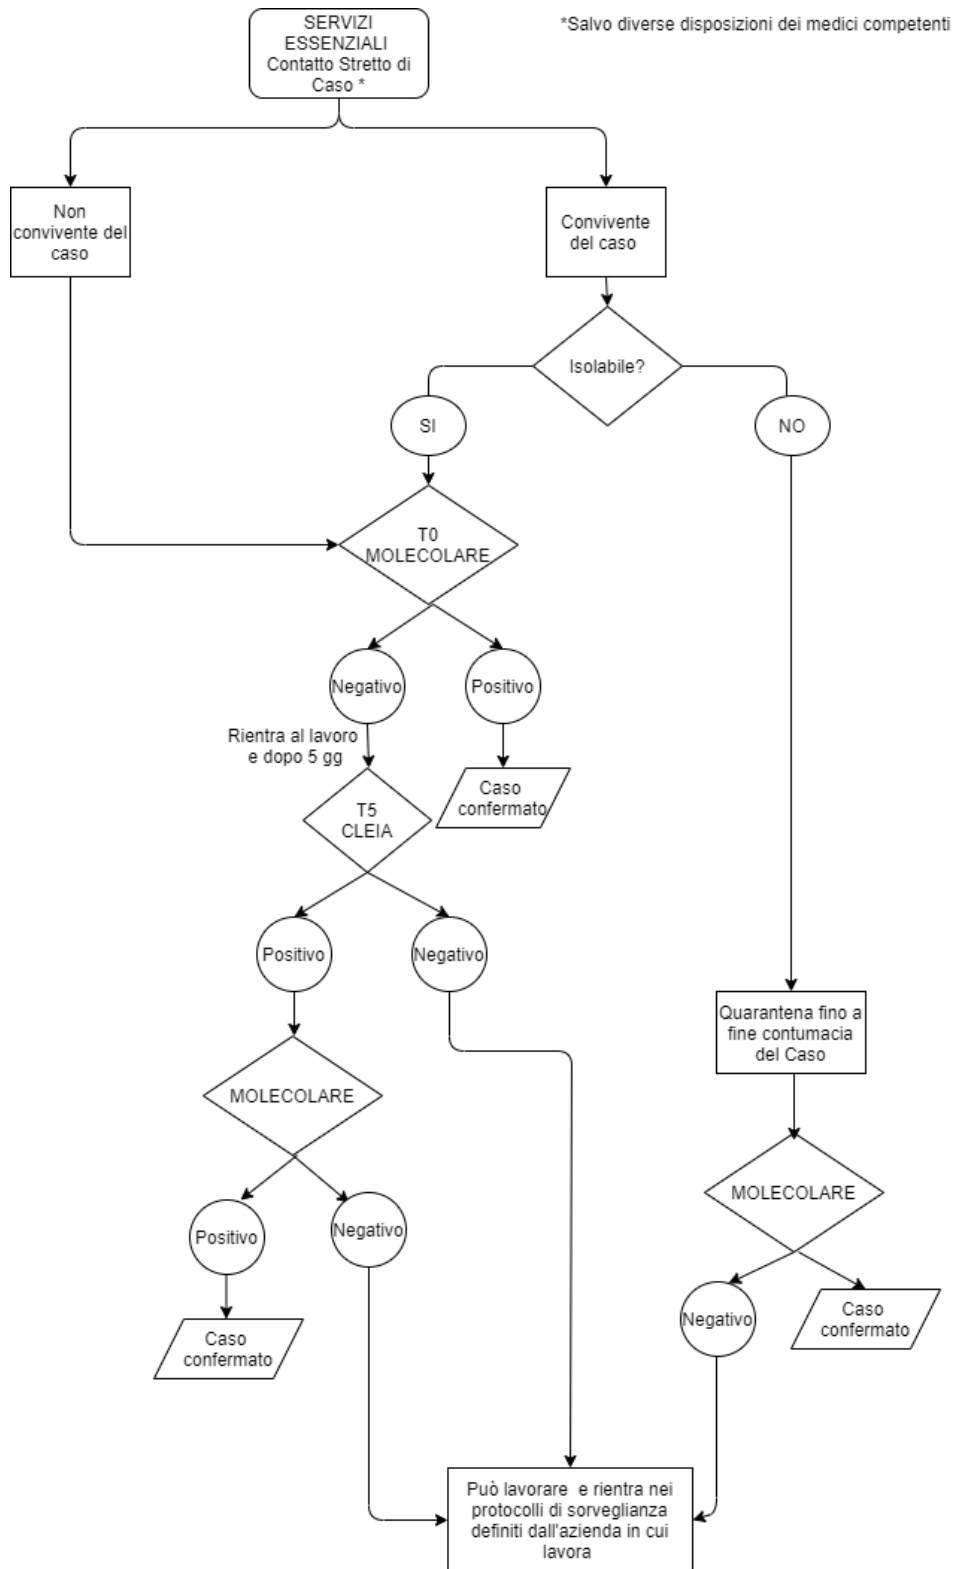 SERVIZI
ESSENZIALI
Contatto Stretto di
Caso *
*Salvo diverse disposizioni dei medici competenti
Non
convivente del
caso
Convivente
del caso
Isolabile?
SI
NO
T0
MOLECOLARE
Negativo
Positivo
Rientra al lavoro
e dopo 5 gg
Caso
confermato
T5
CLEIA
Positivo
Negativo
Quarantena fino a
fine contumacia
del Caso
MOLECOLARE
MOLECOLARE
Positivo
Negativo
Negativo
Caso
confermato
Caso
confermato
Può lavorare e rientra nei
protocolli di sorveglianza
definiti dall'azienda in cui
lavora